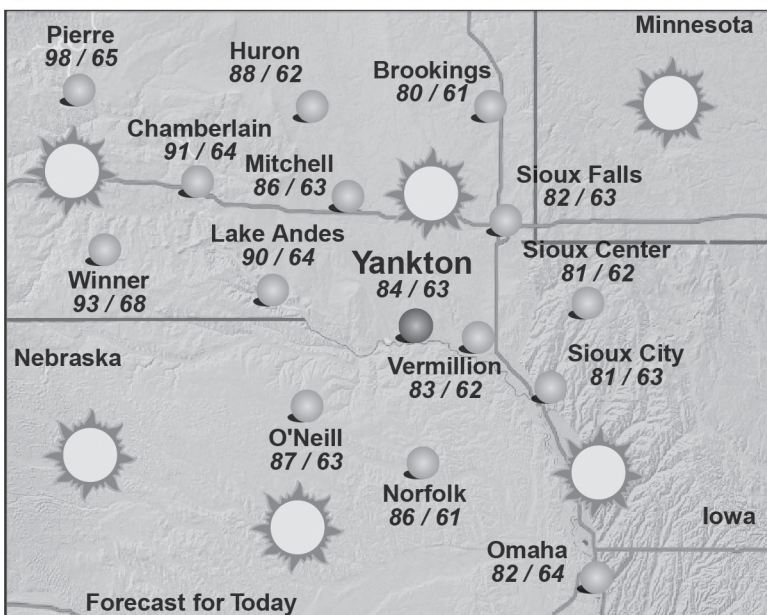 Minnesota
Pierre
98 / 65
Huron
88 / 62
Brookings
80 / 61
Chamberlain
91 / 64
Mitchell
86 / 63
Sioux Falls
82 / 63
Lake Andes
90 / 64
Yankton
84 / 63
Sioux Center
81 / 62
Winner
93 / 68
Nebraska
Vermillion
83 / 62
Sioux City
81 / 63
O'Neill
87 / 63
Norfolk
86 / 61
Iowa
Omaha
82 / 64
Forecast for Today